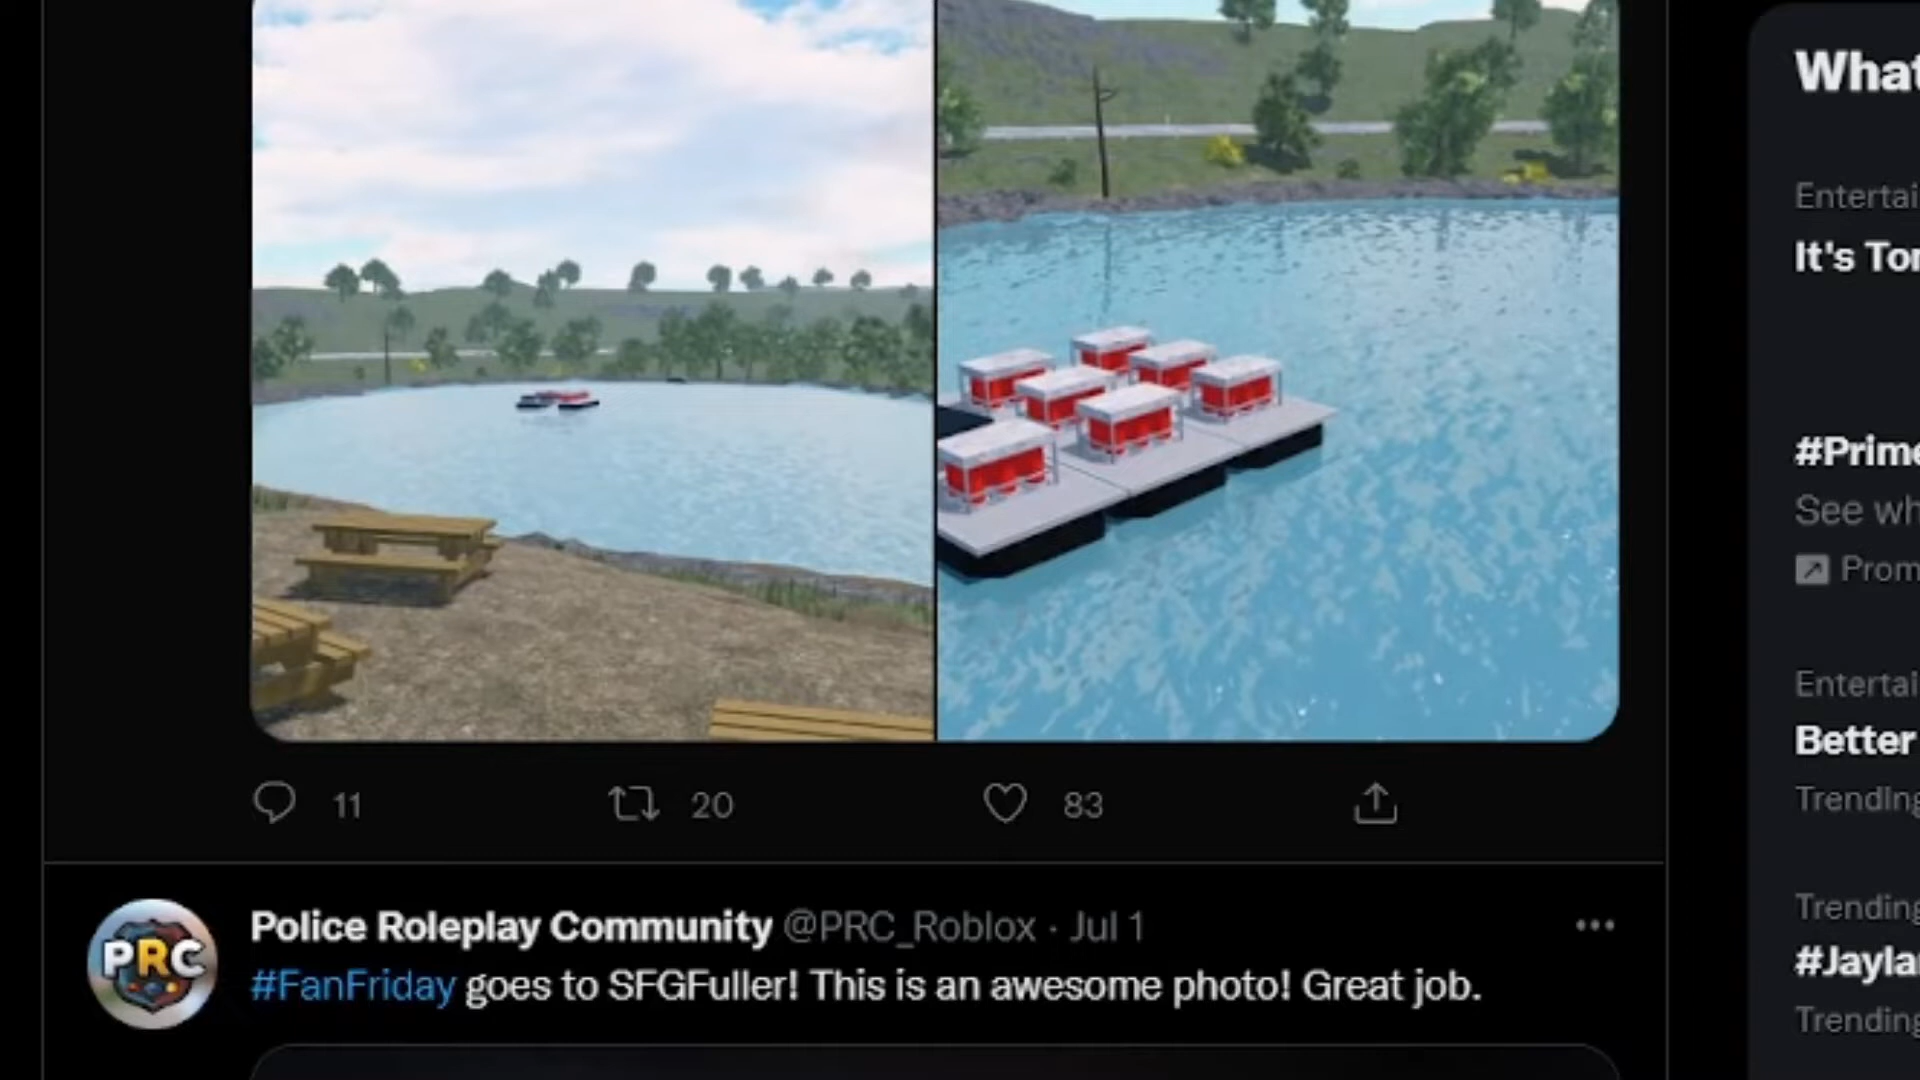 What
Entertai
It's Tor
#Prime
See wh
Prom
Entertai
Better
Trending
Trending
#Jayla
Trending
11 20 83
PRC
Police Roleplay Community @PRC_Roblox · Jul 1
#FanFriday goes to SFGFuller! This is an awesome photo! Great job.